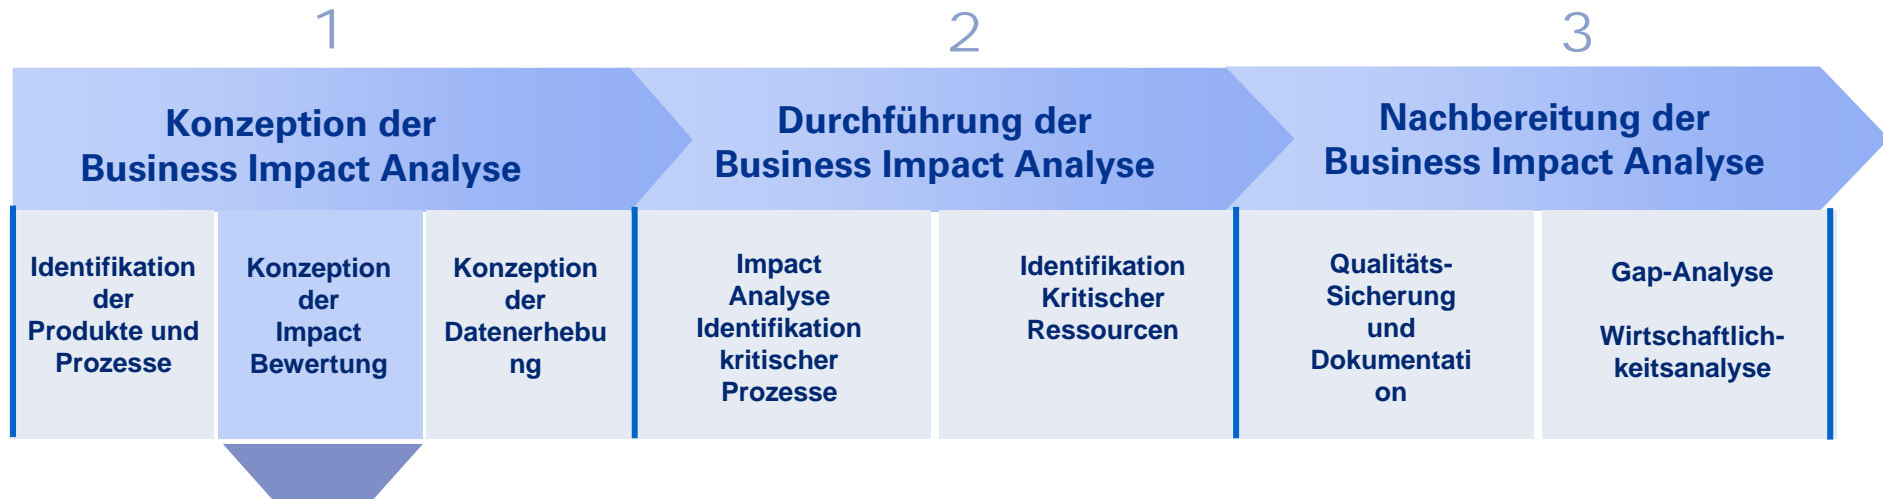 1
2
3
Konzeption der
Business Impact Analyse
Durchführung der
Business Impact Analyse
Nachbereitung der
Business Impact Analyse
Identifikation
der
Produkte und
Prozesse
Konzeption
der
Impact
Bewertung
Konzeption
der
Datenerhebu
ng
Impact
Analyse
Identifikation
kritischer
Prozesse
Identifikation
Kritischer
Ressourcen
Qualitäts-
Sicherung
und
Dokumentati
on
Gap-Analyse
Wirtschaftlich-
keitsanalyse